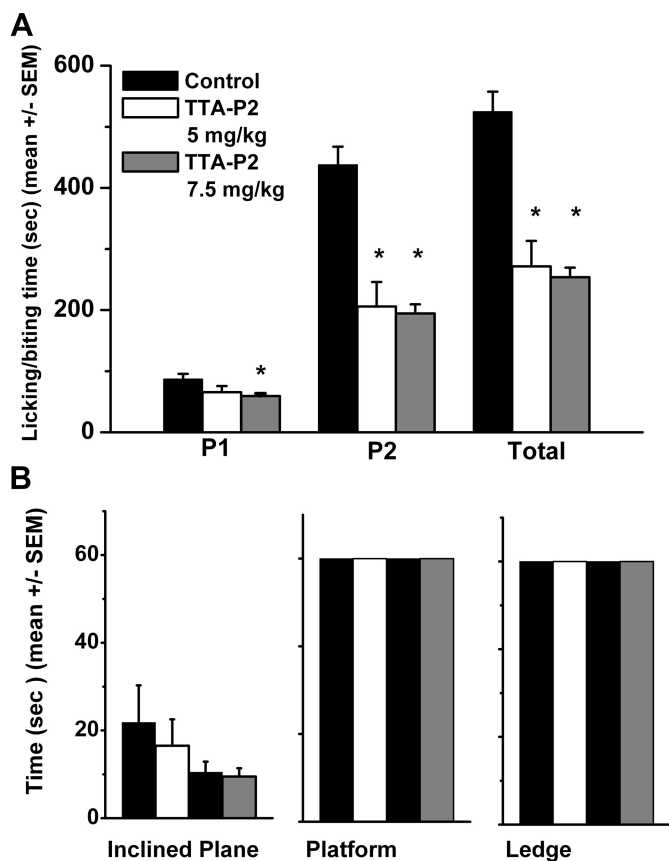 A
Licking/biting time (sec) (mean +/- SEM)
600
400
200
0
Control
TTA-P2
5 mg/kg
TTA-P2
7.5 mg/kg
*
* *
* *
P1 P2 Total
B
Time (sec ) (mean +/- SEM)
60
40
20
0
Inclined Plane Platform Ledge